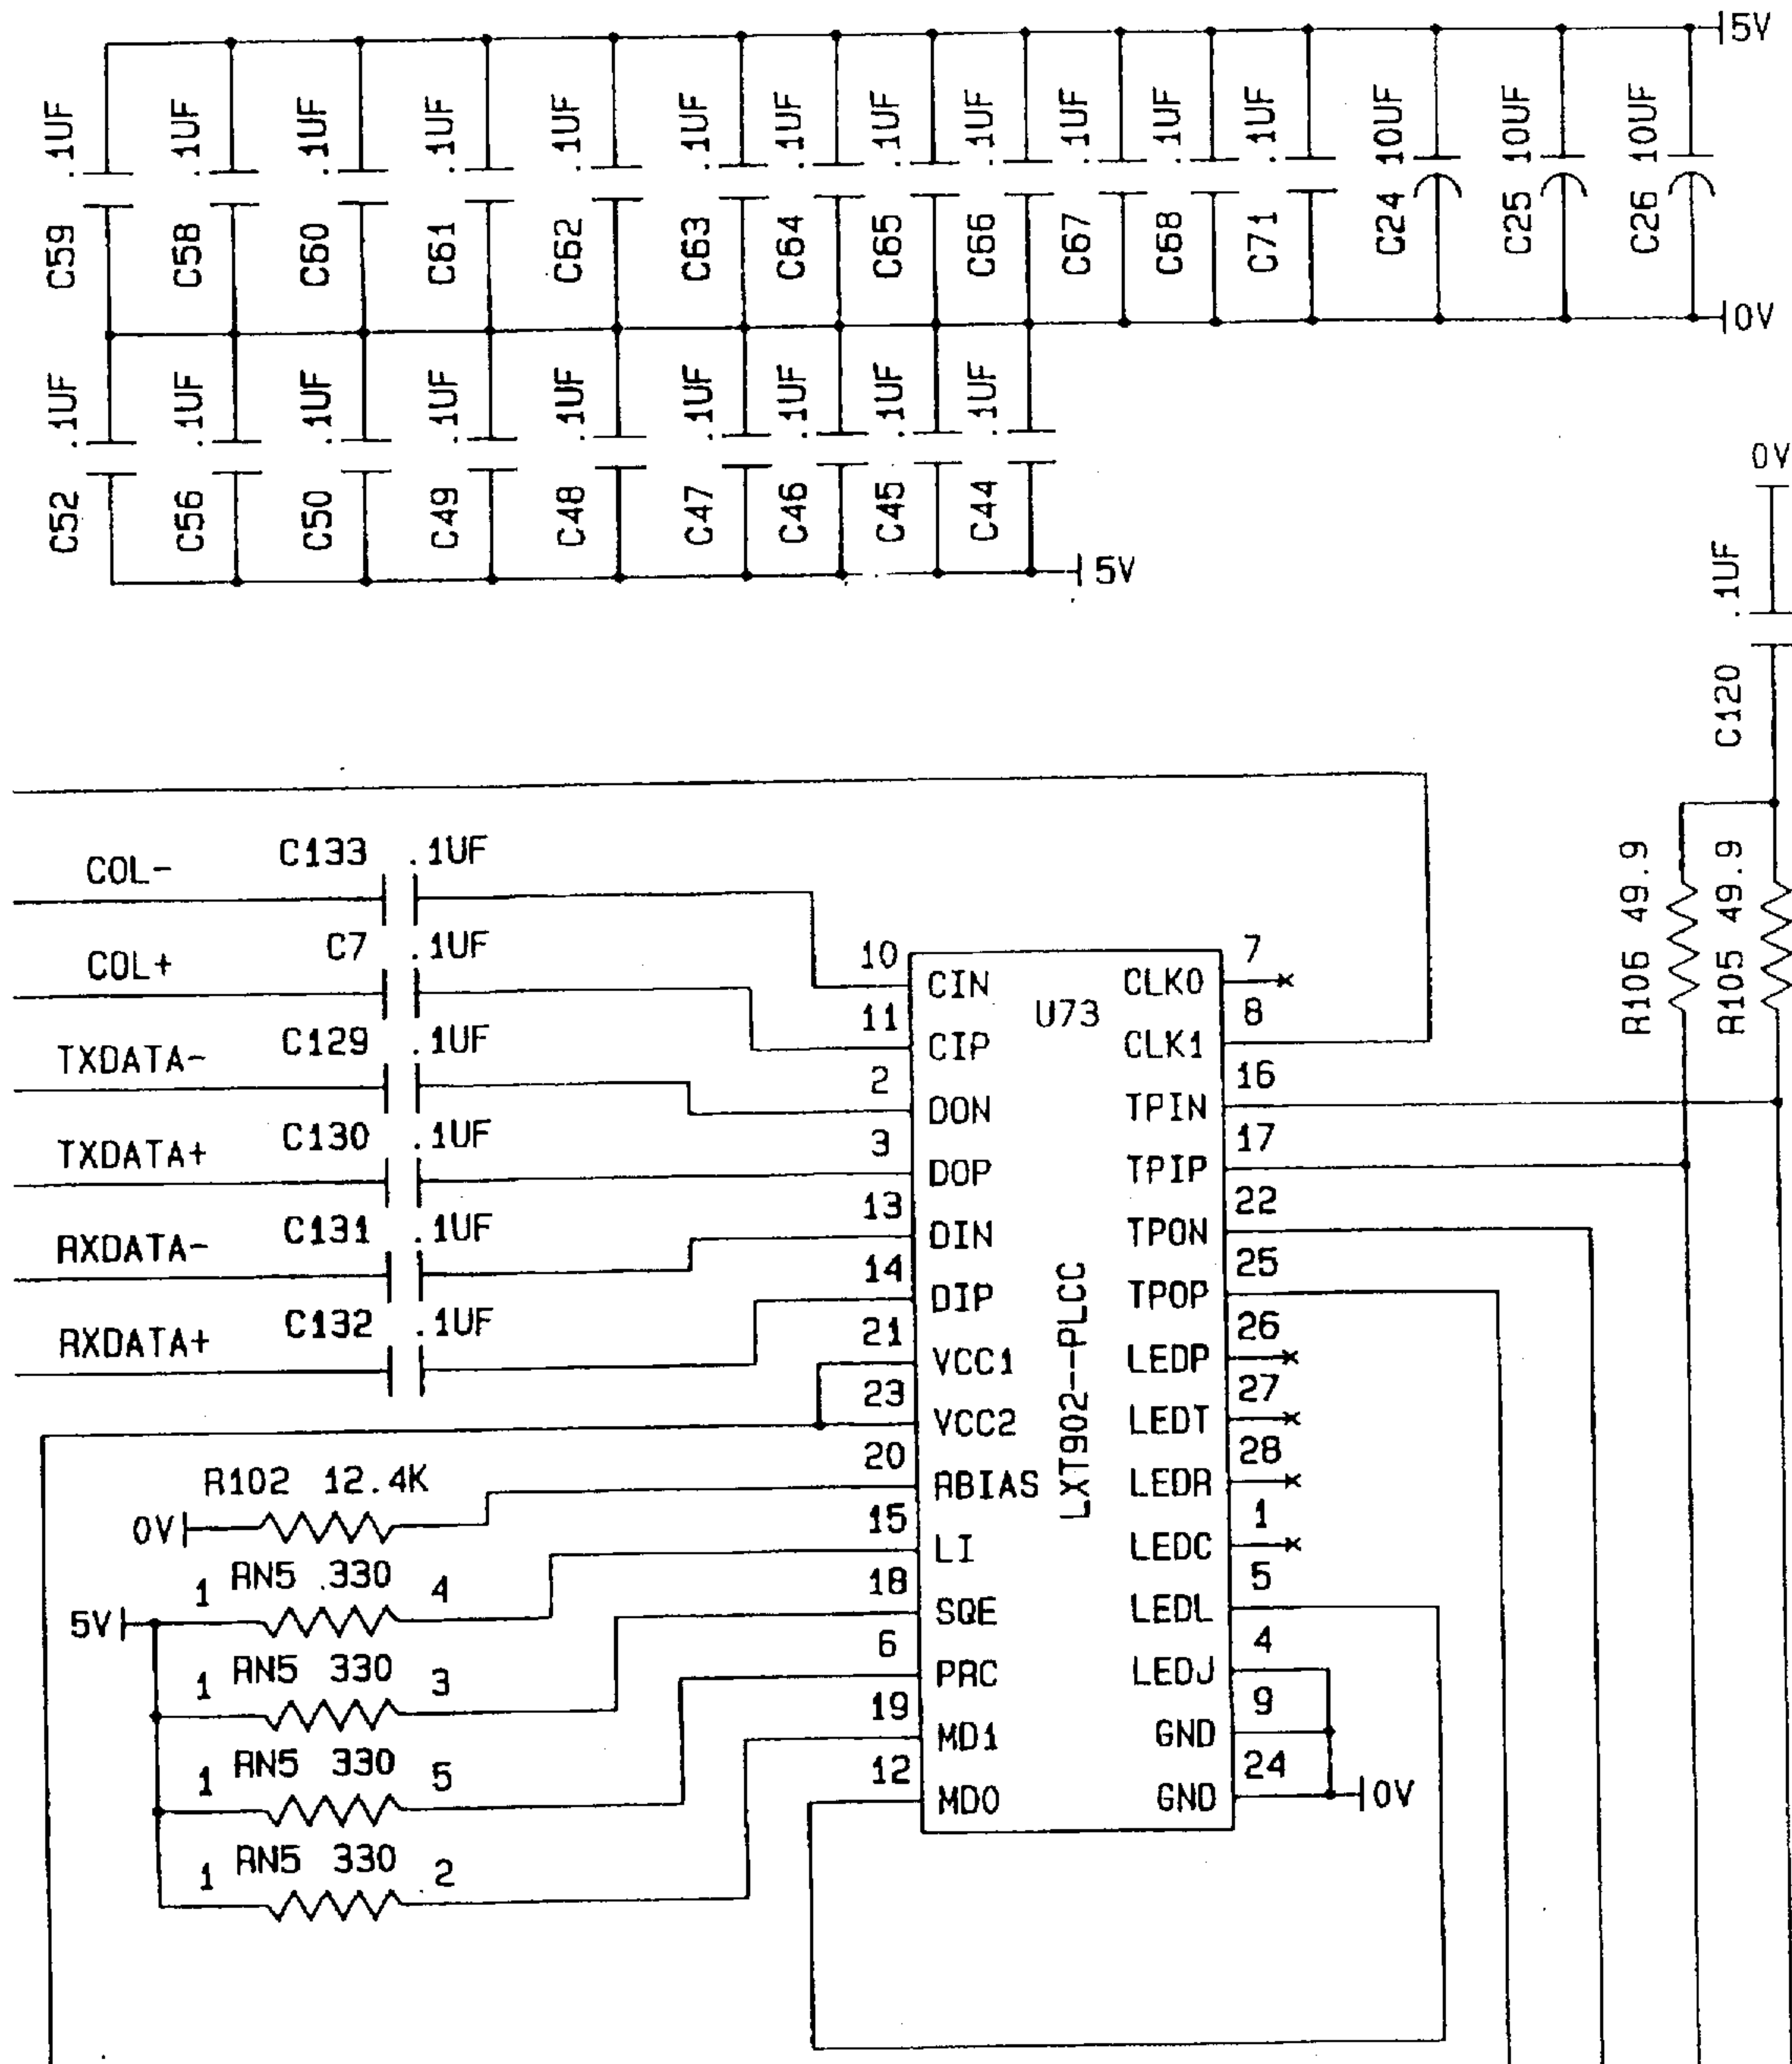 5V
.1UF .1UF .1UF .1UF .1UF .1UF .1UF .1UF .1UF .1UF .1UF .1UF 10UF 10UF 10UF
C59 C58 C60 C61 C62 C63 C64 C65 C66 C67 C68 C71 C24 C25 C26
0V
.1UF .1UF .1UF .1UF .1UF .1UF .1UF .1UF .1UF
C52 C56 C50 C49 C48 C47 C46 C45 C44
5V
0V
.1UF
C120
R106 49.9
R105 49.9
COL- C133 .1UF
COL+ C7 .1UF
TXDATA- C129 .1UF
TXDATA+ C130 .1UF
RXDATA- C131 .1UF
RXDATA+ C132 .1UF
R102 12.4K
0V
1 RN5 330 4
5V
1 RN5 330 3
1 RN5 330 5
1 RN5 330 2
U73
LXT902--PLCC
10 CIN
11 CIP
2 DON
3 DOP
13 DIN
14 DIP
21 VCC1
23 VCC2
20 RBIAS
15 LI
18 SQE
6 PRC
19 MD1
12 MD0
CLKO 7
CLK1 8
TPIN 16
TPIP 17
TPON 22
TPOP 25
LEDP 26
LEDT 27
LEDR 28
LEDC 1
LEDL 5
LEDJ 4
GND 9
GND 24
0V